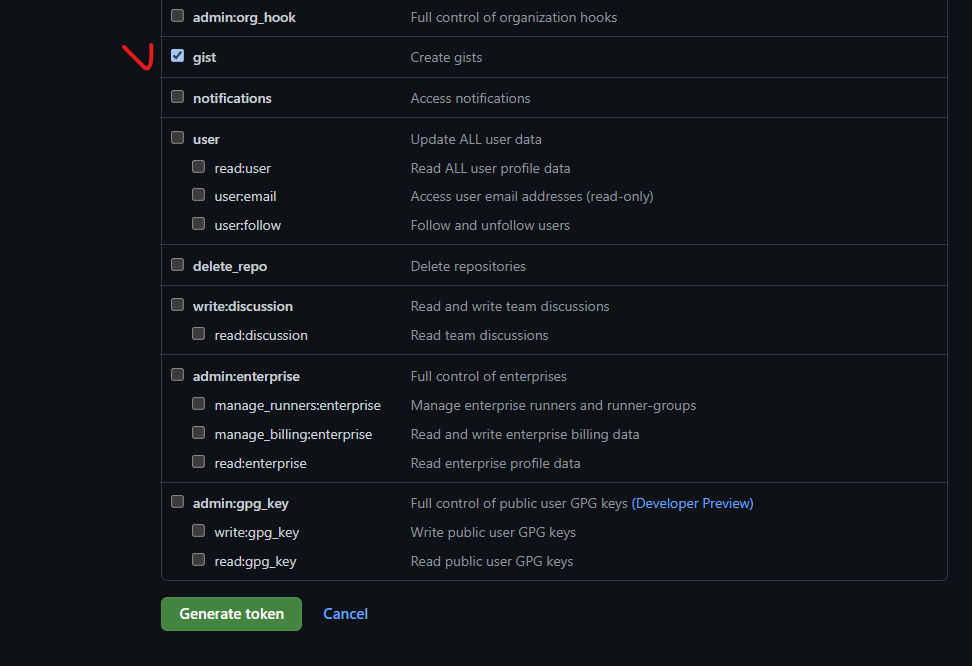 admin:org_hook Full control of organization hooks
gist Create gists
notifications Access notifications
user Update ALL user data
read:user Read ALL user profile data
user:email Access user email addresses (read-only)
user:follow Follow and unfollow users
delete_repo Delete repositories
write:discussion Read and write team discussions
read:discussion Read team discussions
admin:enterprise Full control of enterprises
manage_runners:enterprise Manage enterprise runners and runner-groups
manage_billing:enterprise Read and write enterprise billing data
read:enterprise Read enterprise profile data
admin:gpg_key Full control of public user GPG keys (Developer Preview)
write:gpg_key Write public user GPG keys
read:gpg_key Read public user GPG keys
Generate token Cancel